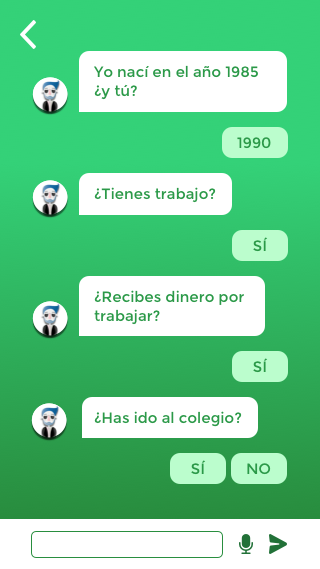 Yo nací en el año 1985
¿y tú?
1990
¿Tienes trabajo?
SÍ
¿Recibes dinero por
trabajar?
SÍ
¿Has ido al colegio?
SÍ NO